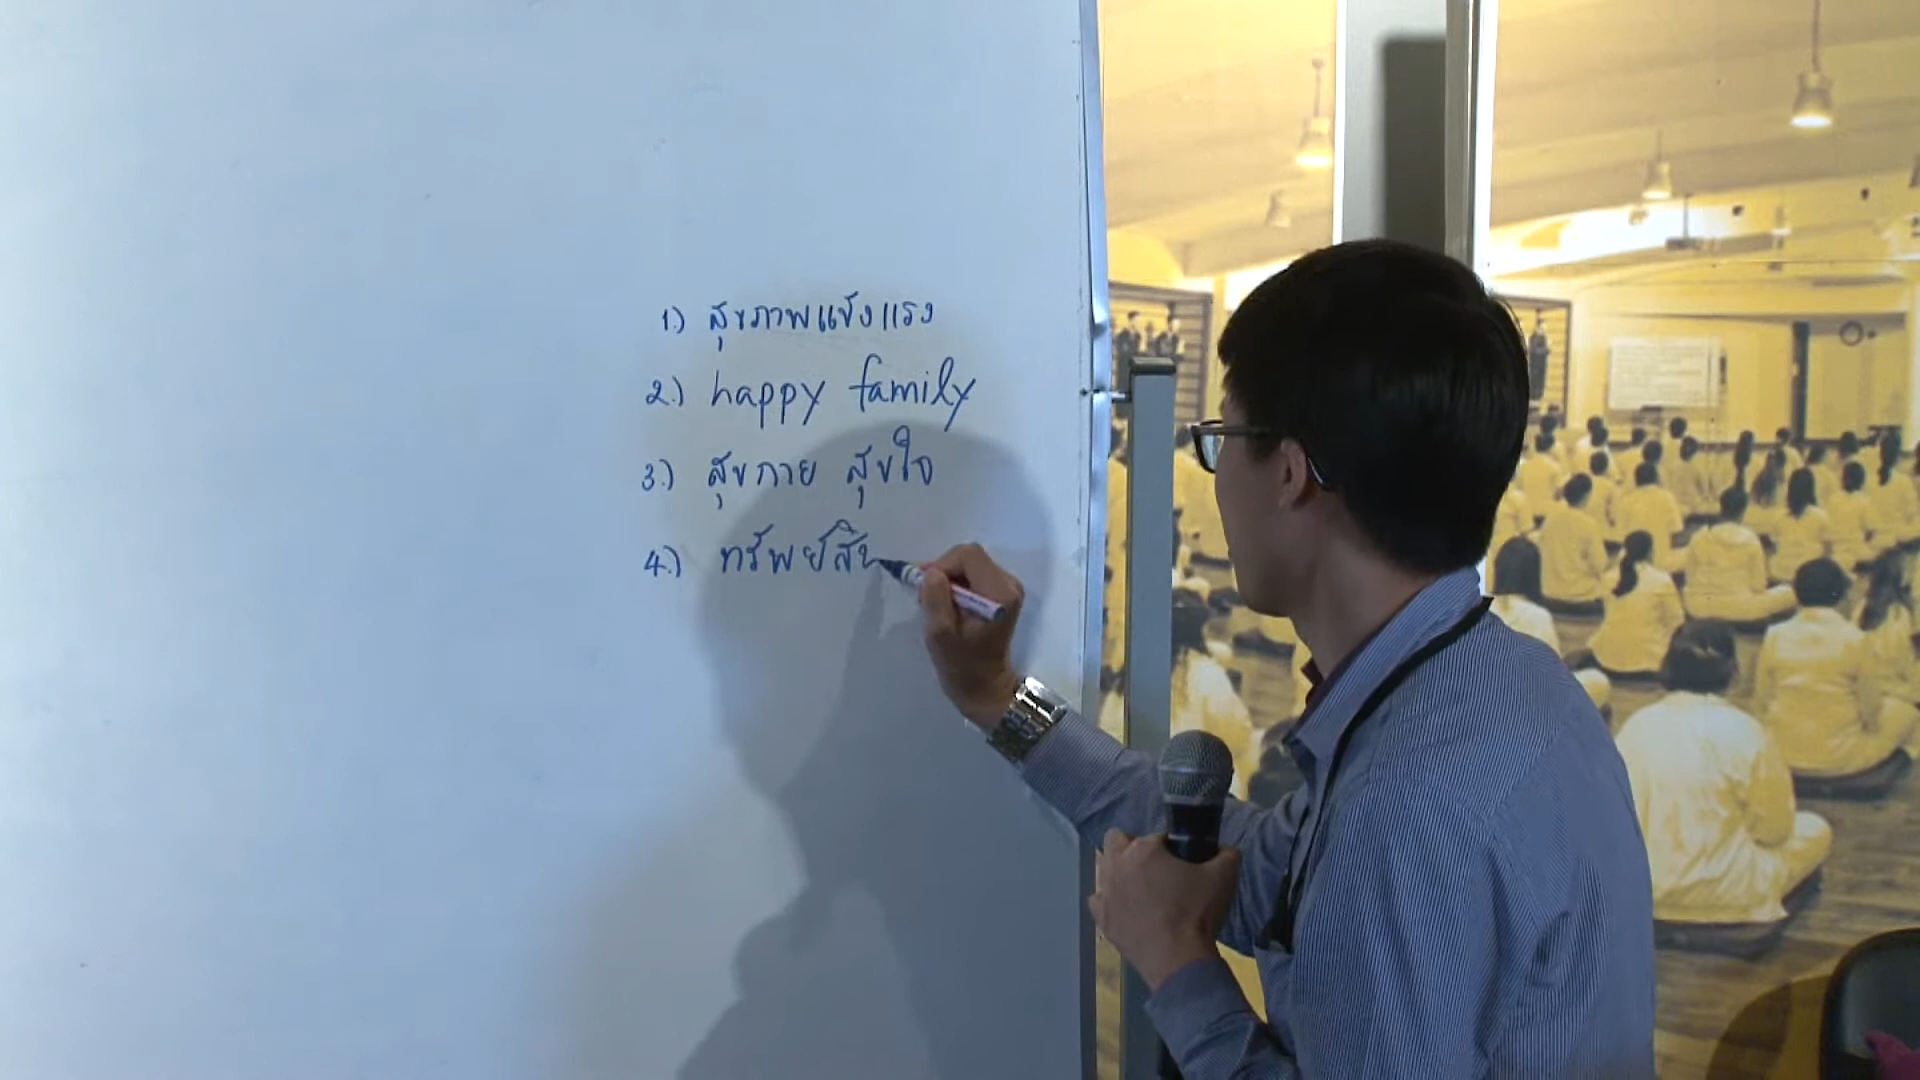 1.) สุขภาพแข็งแรง
2.) happy family
3.) สุขกาย สุขใจ
4.) ทรัพย์สิน